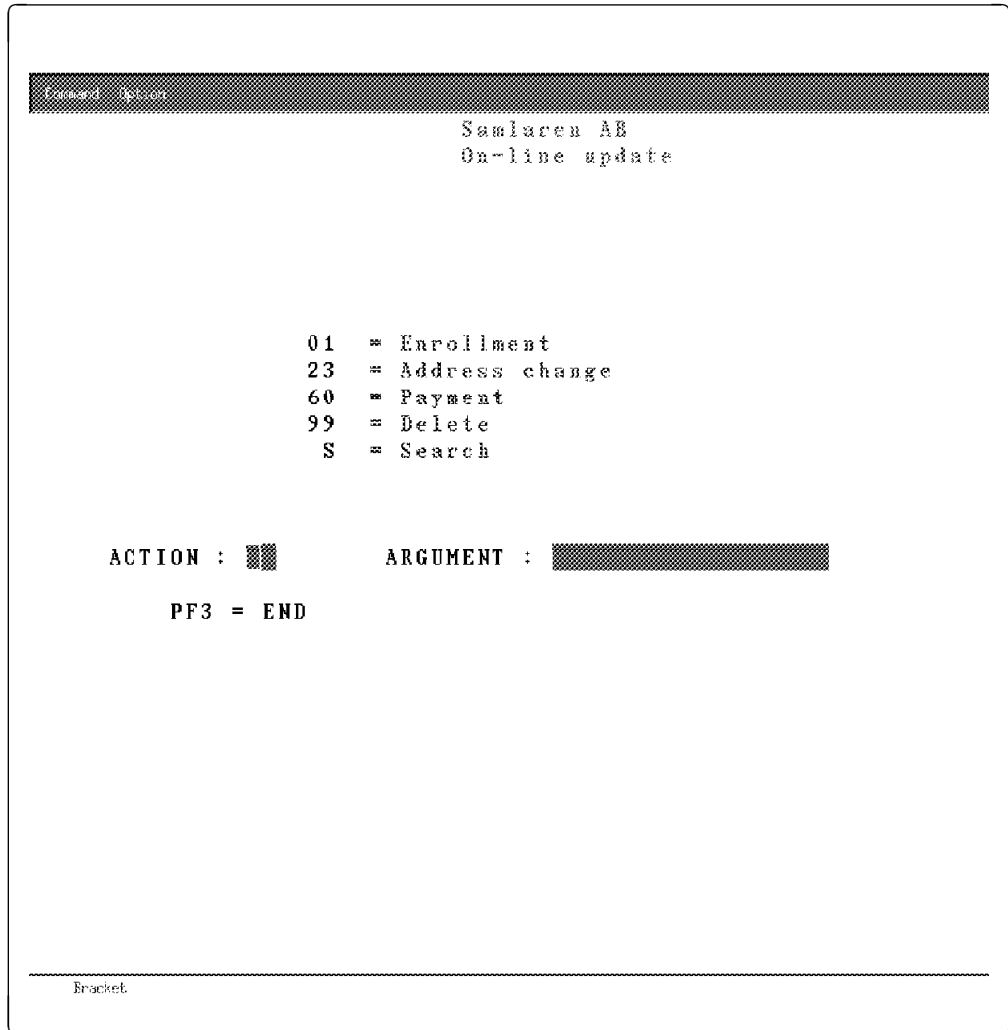 Command Option
Samlaren AB
On-line update
01 = Enrollment
23 = Address change
60 = Payment
99 = Delete
S = Search
ACTION : ARGUMENT :
PF3 = END
Bracket